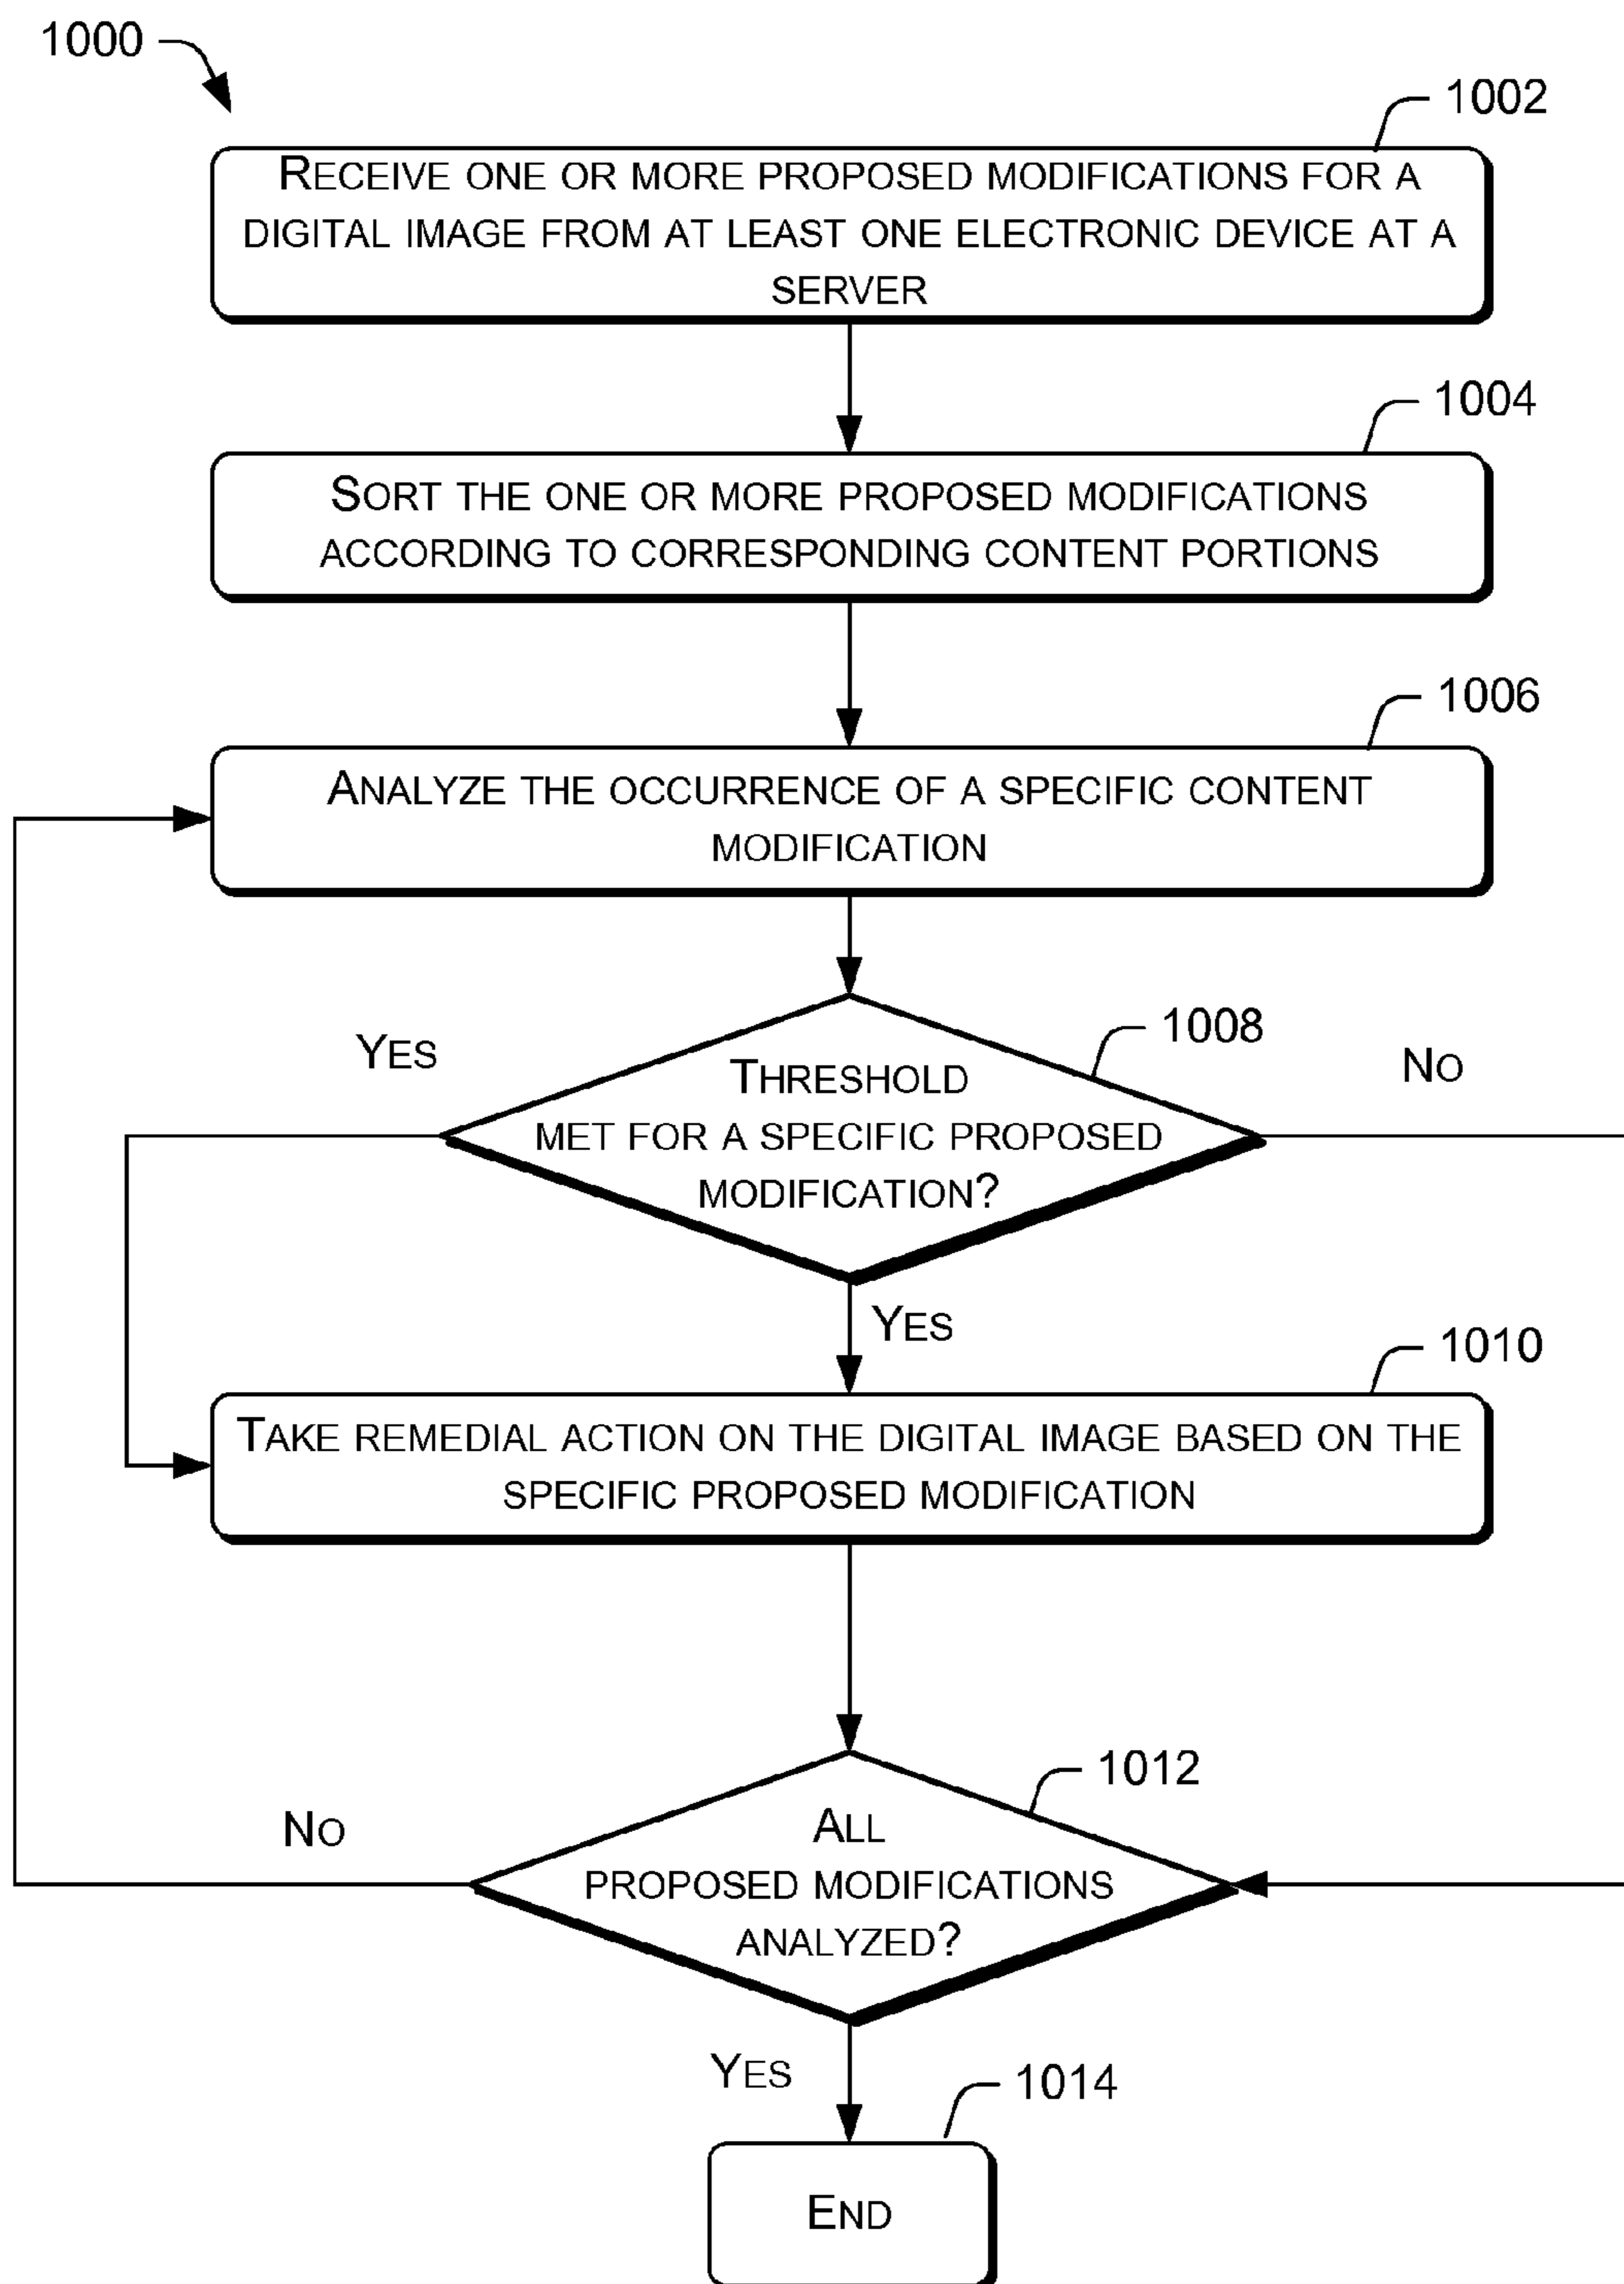 1000
1002
RECEIVE ONE OR MORE PROPOSED MODIFICATIONS FOR A
DIGITAL IMAGE FROM AT LEAST ONE ELECTRONIC DEVICE AT A
SERVER
1004
SORT THE ONE OR MORE PROPOSED MODIFICATIONS
ACCORDING TO CORRESPONDING CONTENT PORTIONS
1006
ANALYZE THE OCCURRENCE OF A SPECIFIC CONTENT
MODIFICATION
1008
YES
NO
THRESHOLD
MET FOR A SPECIFIC PROPOSED
MODIFICATION?
YES
1010
TAKE REMEDIAL ACTION ON THE DIGITAL IMAGE BASED ON THE
SPECIFIC PROPOSED MODIFICATION
1012
NO
ALL
PROPOSED MODIFICATIONS
ANALYZED?
YES
1014
END